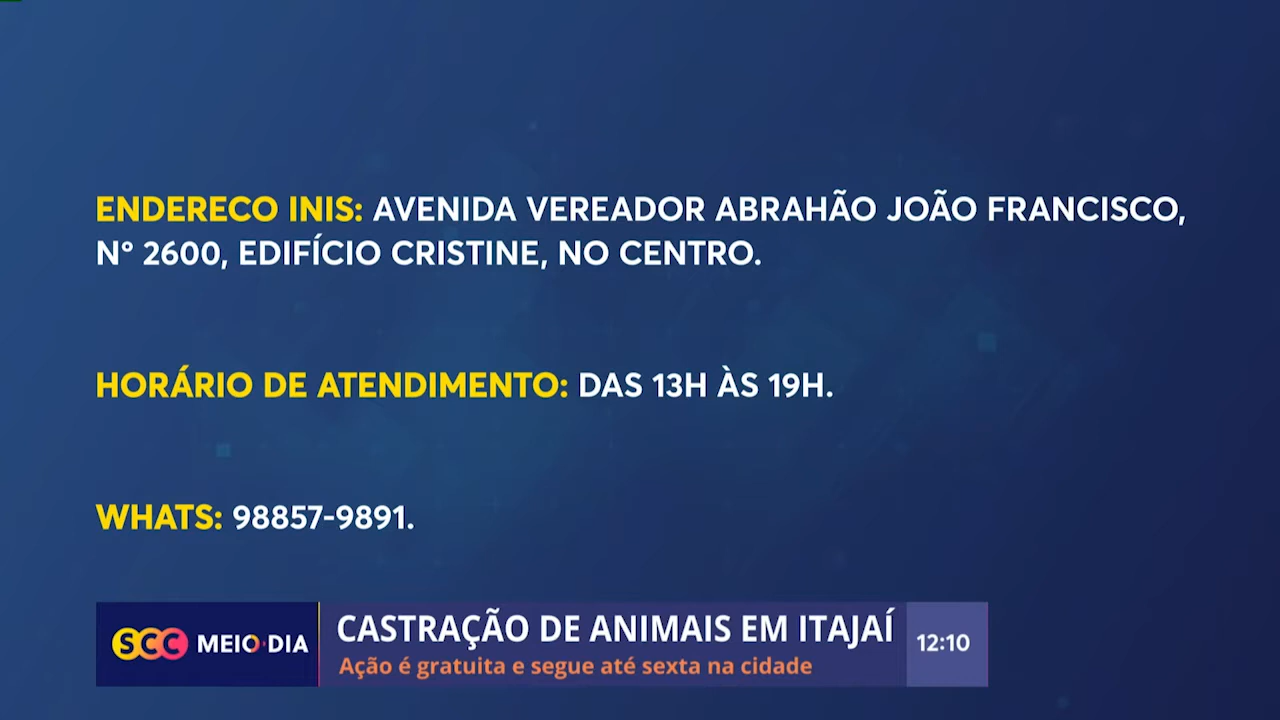 ENDERECO INIS: AVENIDA VEREADOR ABRAHÃO JOÃO FRANCISCO,
Nº 2600, EDIFÍCIO CRISTINE, NO CENTRO.
HORÁRIO DE ATENDIMENTO: DAS 13H ÀS 19H.
WHATS: 98857-9891.
SCC MEIO·DIA
CASTRAÇÃO DE ANIMAIS EM ITAJAÍ
Ação é gratuita e segue até sexta na cidade
12:10